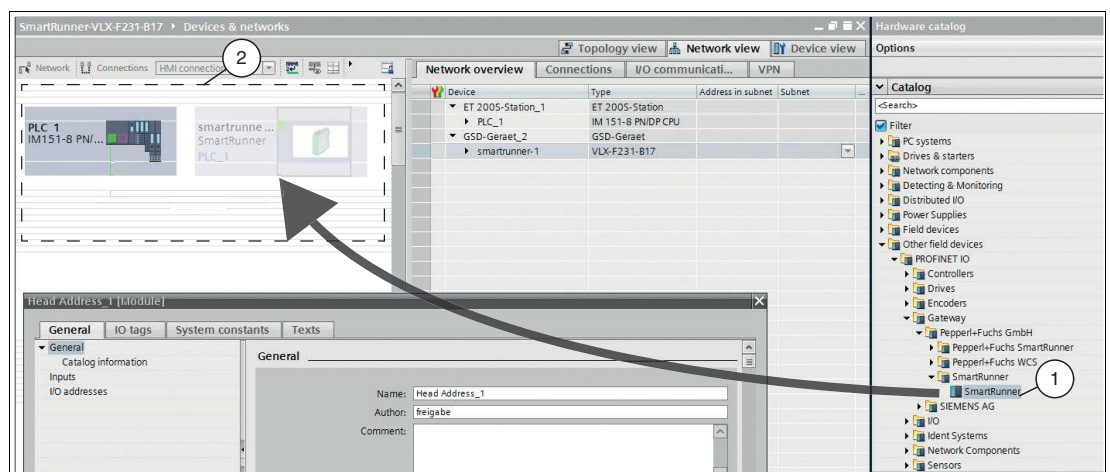 SmartRunner-VLX-F231-B17 ▸ Devices & networks
Topology view Network view Device view
Network Connections HMI connection
2
Network overview Connections I/O communicati... VPN
Device Type Address in subnet Subnet ...
ET 200S-Station_1 ET 200S-Station
PLC_1 IM 151-8 PN/DP CPU
GSD-Geraet_2 GSD-Geraet
smartrunner-1 VLX-F231-B17
PLC 1
IM151-8 PN/...
smartrunne...
SmartRunner
PLC_1
Head Address_1 [Module]
General IO tags System constants Texts
General
Catalog information
Inputs
I/O addresses
General
Name: Head Address_1
Author: freigabe
Comment:
Hardware catalog
Options
Catalog
<Search>
Filter
PC systems
Drives & starters
Network components
Detecting & Monitoring
Distributed I/O
Power Supplies
Field devices
Other field devices
PROFINET IO
Controllers
Drives
Encoders
Gateway
Pepperl+Fuchs GmbH
Pepperl+Fuchs SmartRunner
Pepperl+Fuchs WCS
SmartRunner
SmartRunner
1
SIEMENS AG
I/O
Ident Systems
Network Components
Sensors